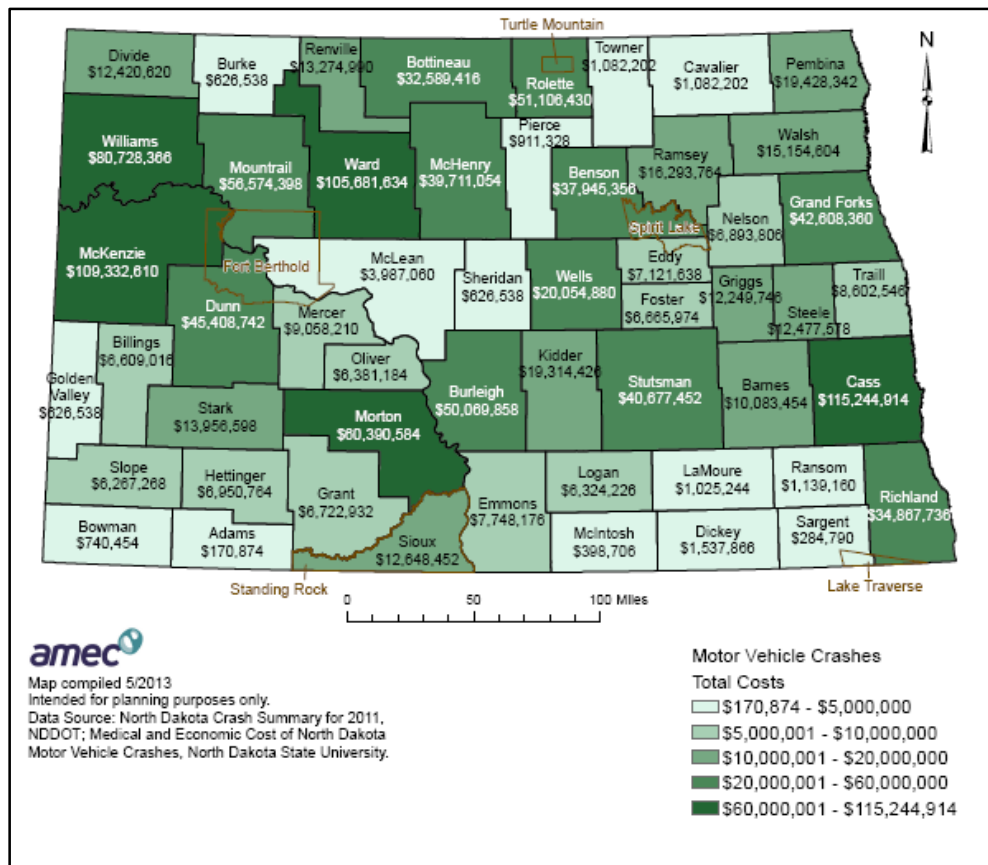 Turtle Mountain
N
Divide
$12,420,620
Burke
$626,538
Renville
$13,274,990
Bottineau
$32,589,416
Rolette
$51,106,430
Towner
$1,082,202
Cavalier
$1,082,202
Pembina
$19,428,342
Williams
$80,728,366
Mountrail
$56,574,398
Ward
$105,681,634
McHenry
$39,711,054
Pierce
$911,328
Benson
$37,945,356
Ramsey
$16,293,764
Walsh
$15,154,604
Nelson
$6,893,806
Grand Forks
$42,608,360
Spirit Lake
McKenzie
$109,332,610
Fort Berthold
McLean
$3,987,060
Sheridan
$626,538
Wells
$20,054,880
Eddy
$7,121,638
Foster
$6,665,974
Griggs
$12,249,746
Steele
$12,477,578
Traill
$8,602,546
Dunn
$45,408,742
Mercer
$9,058,210
Oliver
$6,381,184
Billings
$6,609,016
Golden
Valley
$626,538
Stark
$13,956,598
Morton
$60,390,584
Burleigh
$50,069,858
Kidder
$19,314,426
Stutsman
$40,677,452
Barnes
$10,083,454
Cass
$115,244,914
Slope
$6,267,268
Hettinger
$6,950,764
Grant
$6,722,932
Emmons
$7,748,176
Logan
$6,324,226
LaMoure
$1,025,244
Ransom
$1,139,160
Richland
$34,867,736
Bowman
$740,454
Adams
$170,874
Sioux
$12,648,452
McIntosh
$398,706
Dickey
$1,537,866
Sargent
$284,790
Standing Rock
Lake Traverse
0 50 100 Miles
amec
Map compiled 5/2013
Intended for planning purposes only.
Data Source: North Dakota Crash Summary for 2011,
NDDOT; Medical and Economic Cost of North Dakota
Motor Vehicle Crashes, North Dakota State University.
Motor Vehicle Crashes
Total Costs
$170,874 - $5,000,000
$5,000,001 - $10,000,000
$10,000,001 - $20,000,000
$20,000,001 - $60,000,000
$60,000,001 - $115,244,914